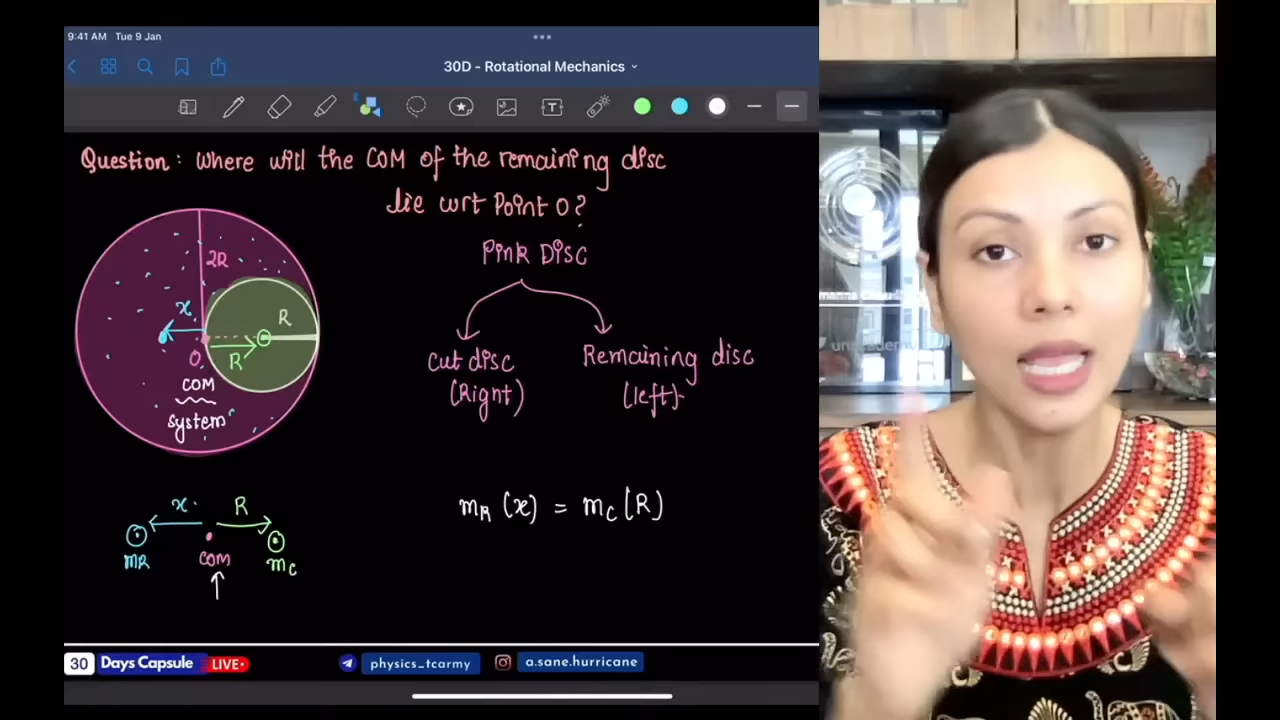 9:41 AM Tue 9 Jan
30D - Rotational Mechanics
Question: Where will the COM of the remaining disc
lie wrt Point O?
Pink Disc
Cut disc
(Right)
Remaining disc
(left)
2R
x
R
O
R
COM
system
x
R
mR
COM
mC
mR (x) = mC (R)
30 Days Capsule LIVE
physics_tcarmy
a.sane.hurricane